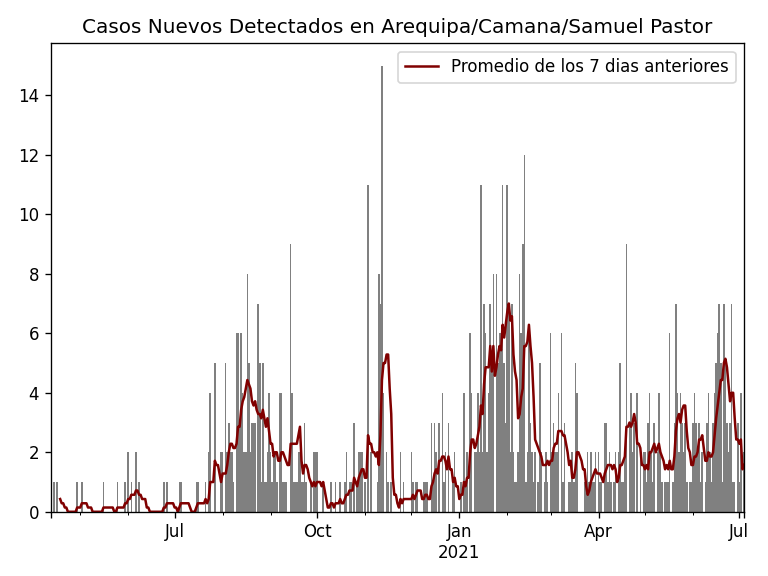 Casos Nuevos Detectados en Arequipa/Camana/Samuel Pastor
Promedio de los 7 dias anteriores
14
12
10
8
6
4
2
0
Jul
Oct
Jan
2021
Apr
Jul